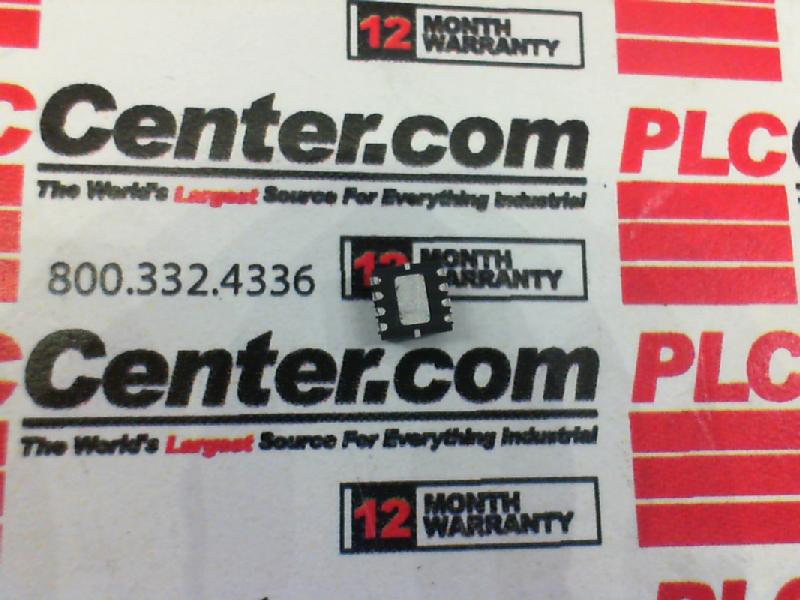 12 MONTH WARRANTY
C Center.com PLC
The World's Largest Source For Everything Industrial
800.332.4336 12 MONTH WARRANTY
Center.com PLC
The World's Largest Source For Everything Industrial
12 MONTH WARRANTY
PLC